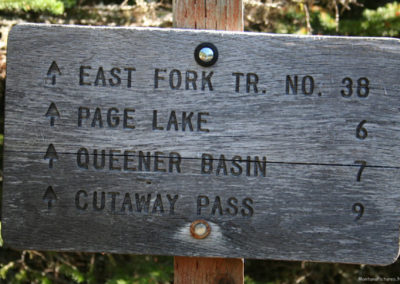 ↑ EAST FORK TR. NO. 38
↑ PAGE LAKE 6
↑ QUEENER BASIN 7
↑ CUTAWAY PASS 9